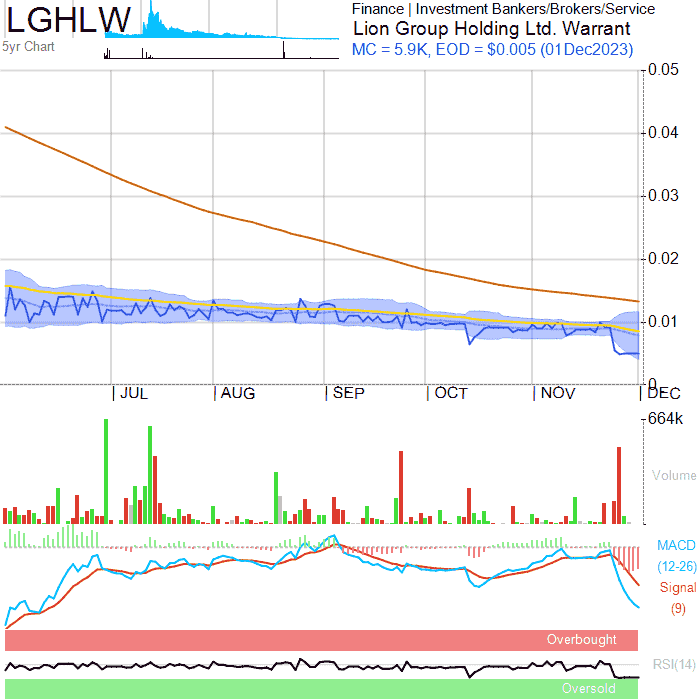 LGHLW
5yr Chart
Finance | Investment Bankers/Brokers/Service
Lion Group Holding Ltd. Warrant
MC = 5.9K, EOD = $0.005 (01Dec2023)
0.05
0.04
0.03
0.02
0.01
0
JUL AUG SEP OCT NOV DEC
664k
Volume
MACD
(12-26)
Signal
(9)
Overbought
RSI(14)
Oversold